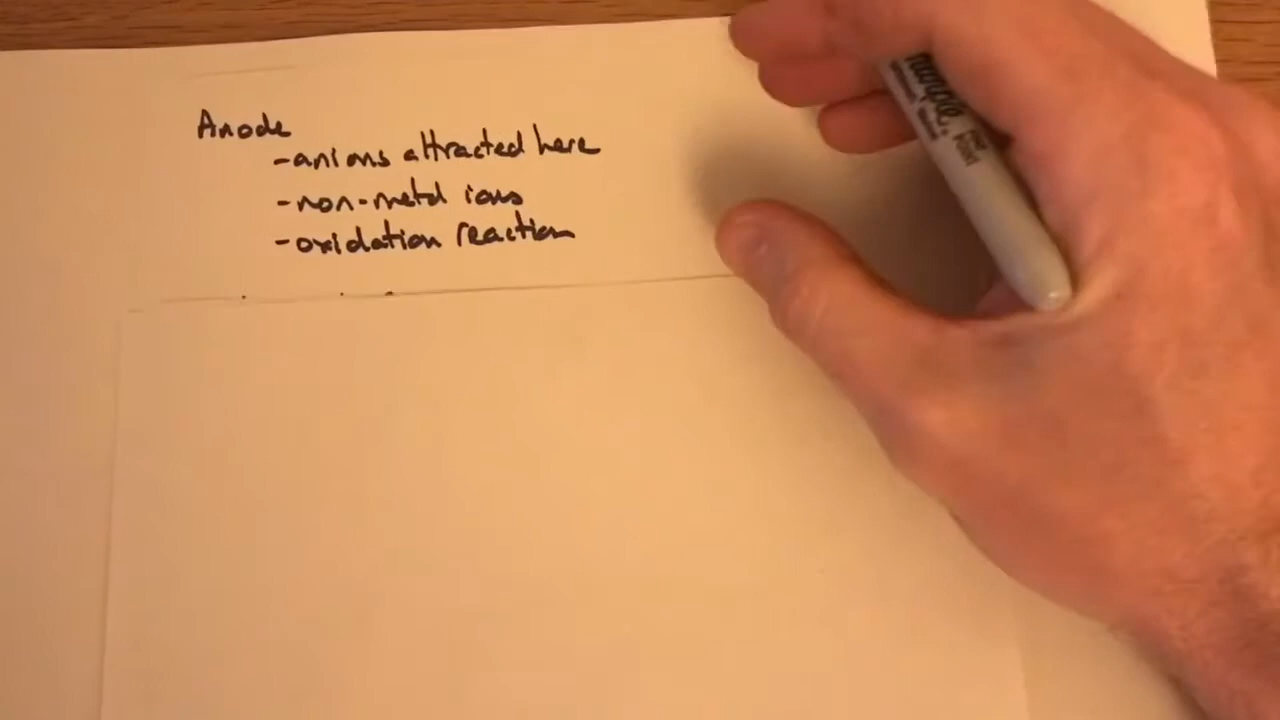 Anode
-anions attracted here
-non-metal ions
-oxidation reaction